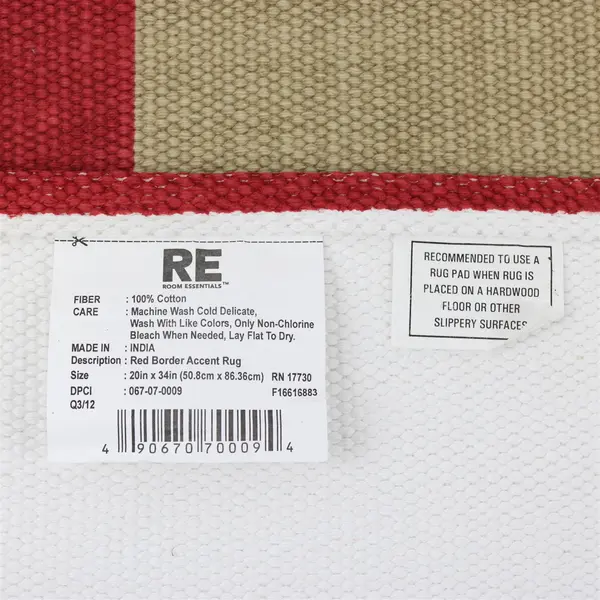 RE
ROOM ESSENTIALS™
FIBER : 100% Cotton
CARE : Machine Wash Cold Delicate,
Wash With Like Colors, Only Non-Chlorine
Bleach When Needed, Lay Flat To Dry.
MADE IN : INDIA
Description : Red Border Accent Rug
Size : 20in x 34in (50.8cm x 86.36cm) RN 17730
DPCI : 067-07-0009 F16616883
Q3/12
4 90670 70009 4
RECOMMENDED TO USE A
RUG PAD WHEN RUG IS
PLACED ON A HARDWOOD
FLOOR OR OTHER
SLIPPERY SURFACES